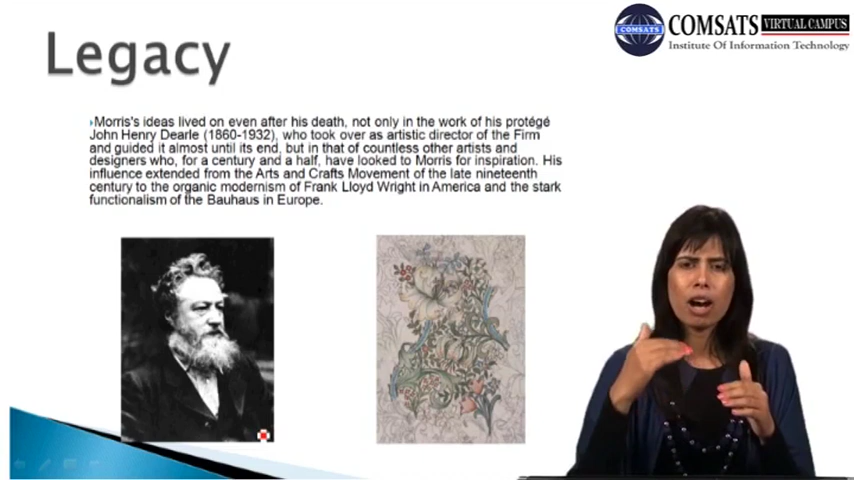 Legacy
COMSATS VIRTUAL CAMPUS
COMSATS
Institute Of Information Technology
Morris's ideas lived on even after his death, not only in the work of his protégé
John Henry Dearle (1860-1932), who took over as artistic director of the Firm
and guided it almost until its end, but in that of countless other artists and
designers who, for a century and a half, have looked to Morris for inspiration. His
influence extended from the Arts and Crafts Movement of the late nineteenth
century to the organic modernism of Frank Lloyd Wright in America and the stark
functionalism of the Bauhaus in Europe.